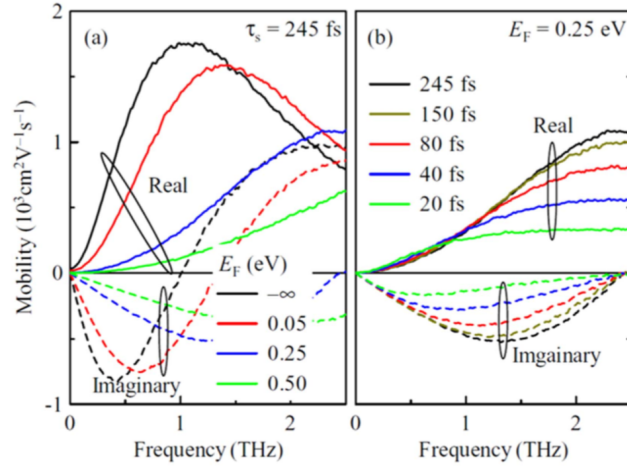 2
(a)
τs = 245 fs
(b)
EF = 0.25 eV
245 fs
150 fs
80 fs
40 fs
20 fs
Real
Real
1
0
-1
Mobility (10³cm²V⁻¹s⁻¹)
EF (eV)
−∞
0.05
0.25
0.50
Imaginary
Imgainary
0 1 2
0 1 2
Frequency (THz)
Frequency (THz)